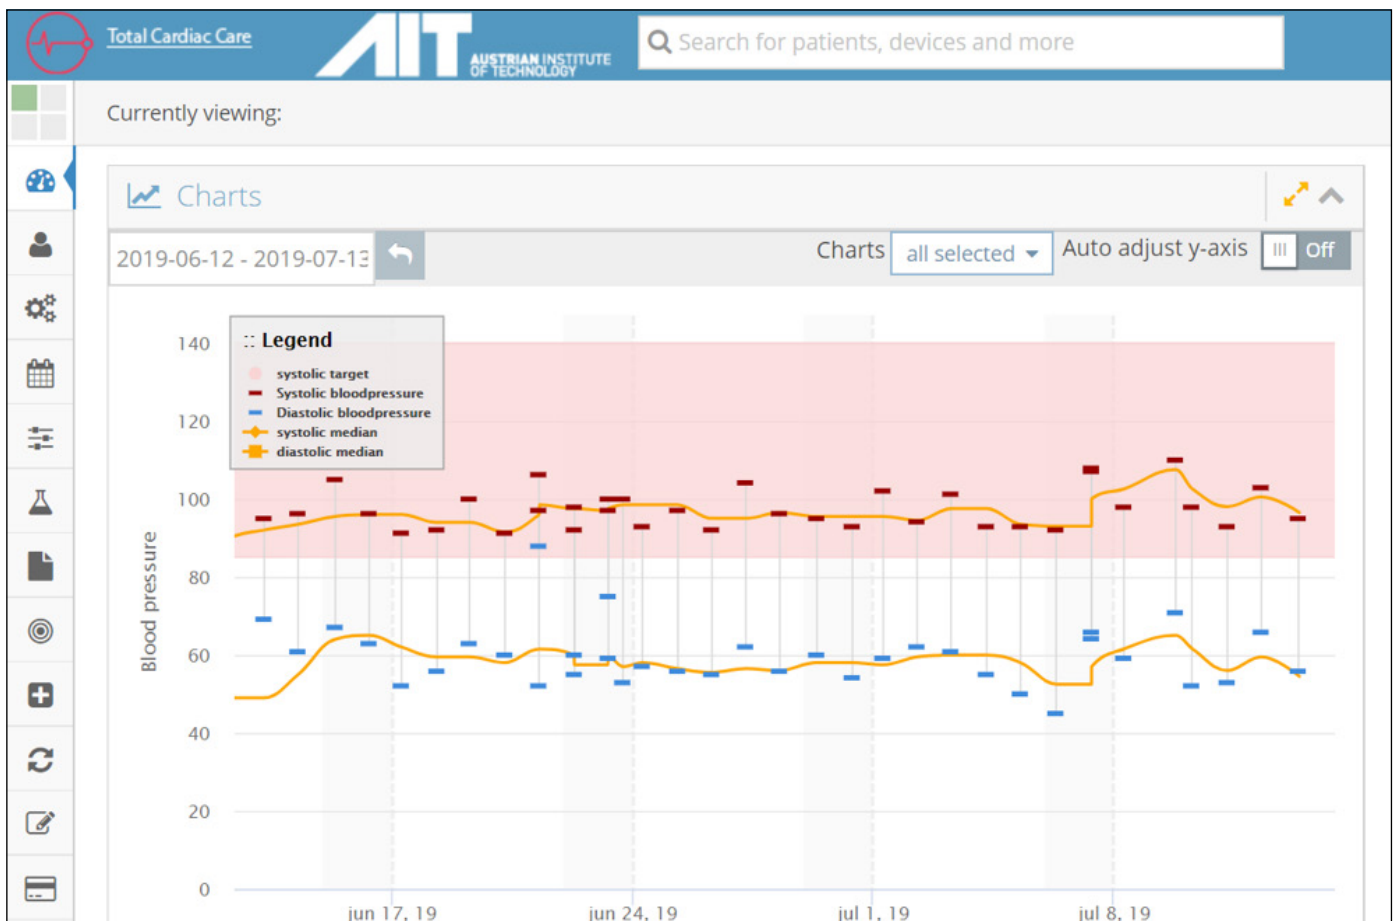 Total Cardiac Care
AIT AUSTRIAN INSTITUTE
OF TECHNOLOGY
Search for patients, devices and more
Currently viewing:
Charts
2019-06-12 - 2019-07-13
Charts all selected Auto adjust y-axis Off
:: Legend
systolic target
Systolic bloodpressure
Diastolic bloodpressure
systolic median
diastolic median
Blood pressure
140
120
100
80
60
40
20
0
jun 17, 19 jun 24, 19 jul 1, 19 jul 8, 19